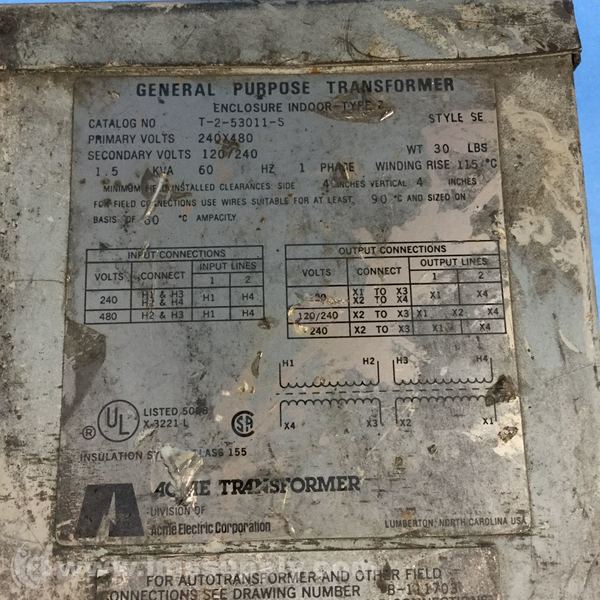 GENERAL PURPOSE TRANSFORMER
ENCLOSURE INDOOR-TYPE 2
CATALOG NO T-2-53011-S STYLE SE
PRIMARY VOLTS 240X480
SECONDARY VOLTS 120/240 WT 30 LBS
1.5 KVA 60 HZ 1 PHASE WINDING RISE 115 °C
MINIMUM INSTALLED CLEARANCES SIDE 4 INCHES VERTICAL 4 INCHES
FOR FIELD CONNECTIONS USE WIRES SUITABLE FOR AT LEAST 90 °C AND SIZED ON
BASIS OF 60 °C AMPACITY
INPUT CONNECTIONS
VOLTS CONNECT INPUT LINES
1 2
240 H1 & H3 H1 H4
H2 & H4
480 H2 & H3 H1 H4
OUTPUT CONNECTIONS
VOLTS CONNECT OUTPUT LINES
1 2
X1 TO X3 X1 X4
X2 TO X4
120/240 X2 TO X3 X1 X2 X4
240 X2 TO X3 X1 X4
H1 H2 H3 H4
X4 X3 X2 X1
UL ® LISTED
X-3221-L
SA
INSULATION CLASS 155
ACME TRANSFORMER
DIVISION OF
Acme Electric Corporation
LUMBERTON, NORTH CAROLINA USA
FOR AUTOTRANSFORMER AND OTHER FIELD
CONNECTIONS SEE DRAWING NUMBER B-111703